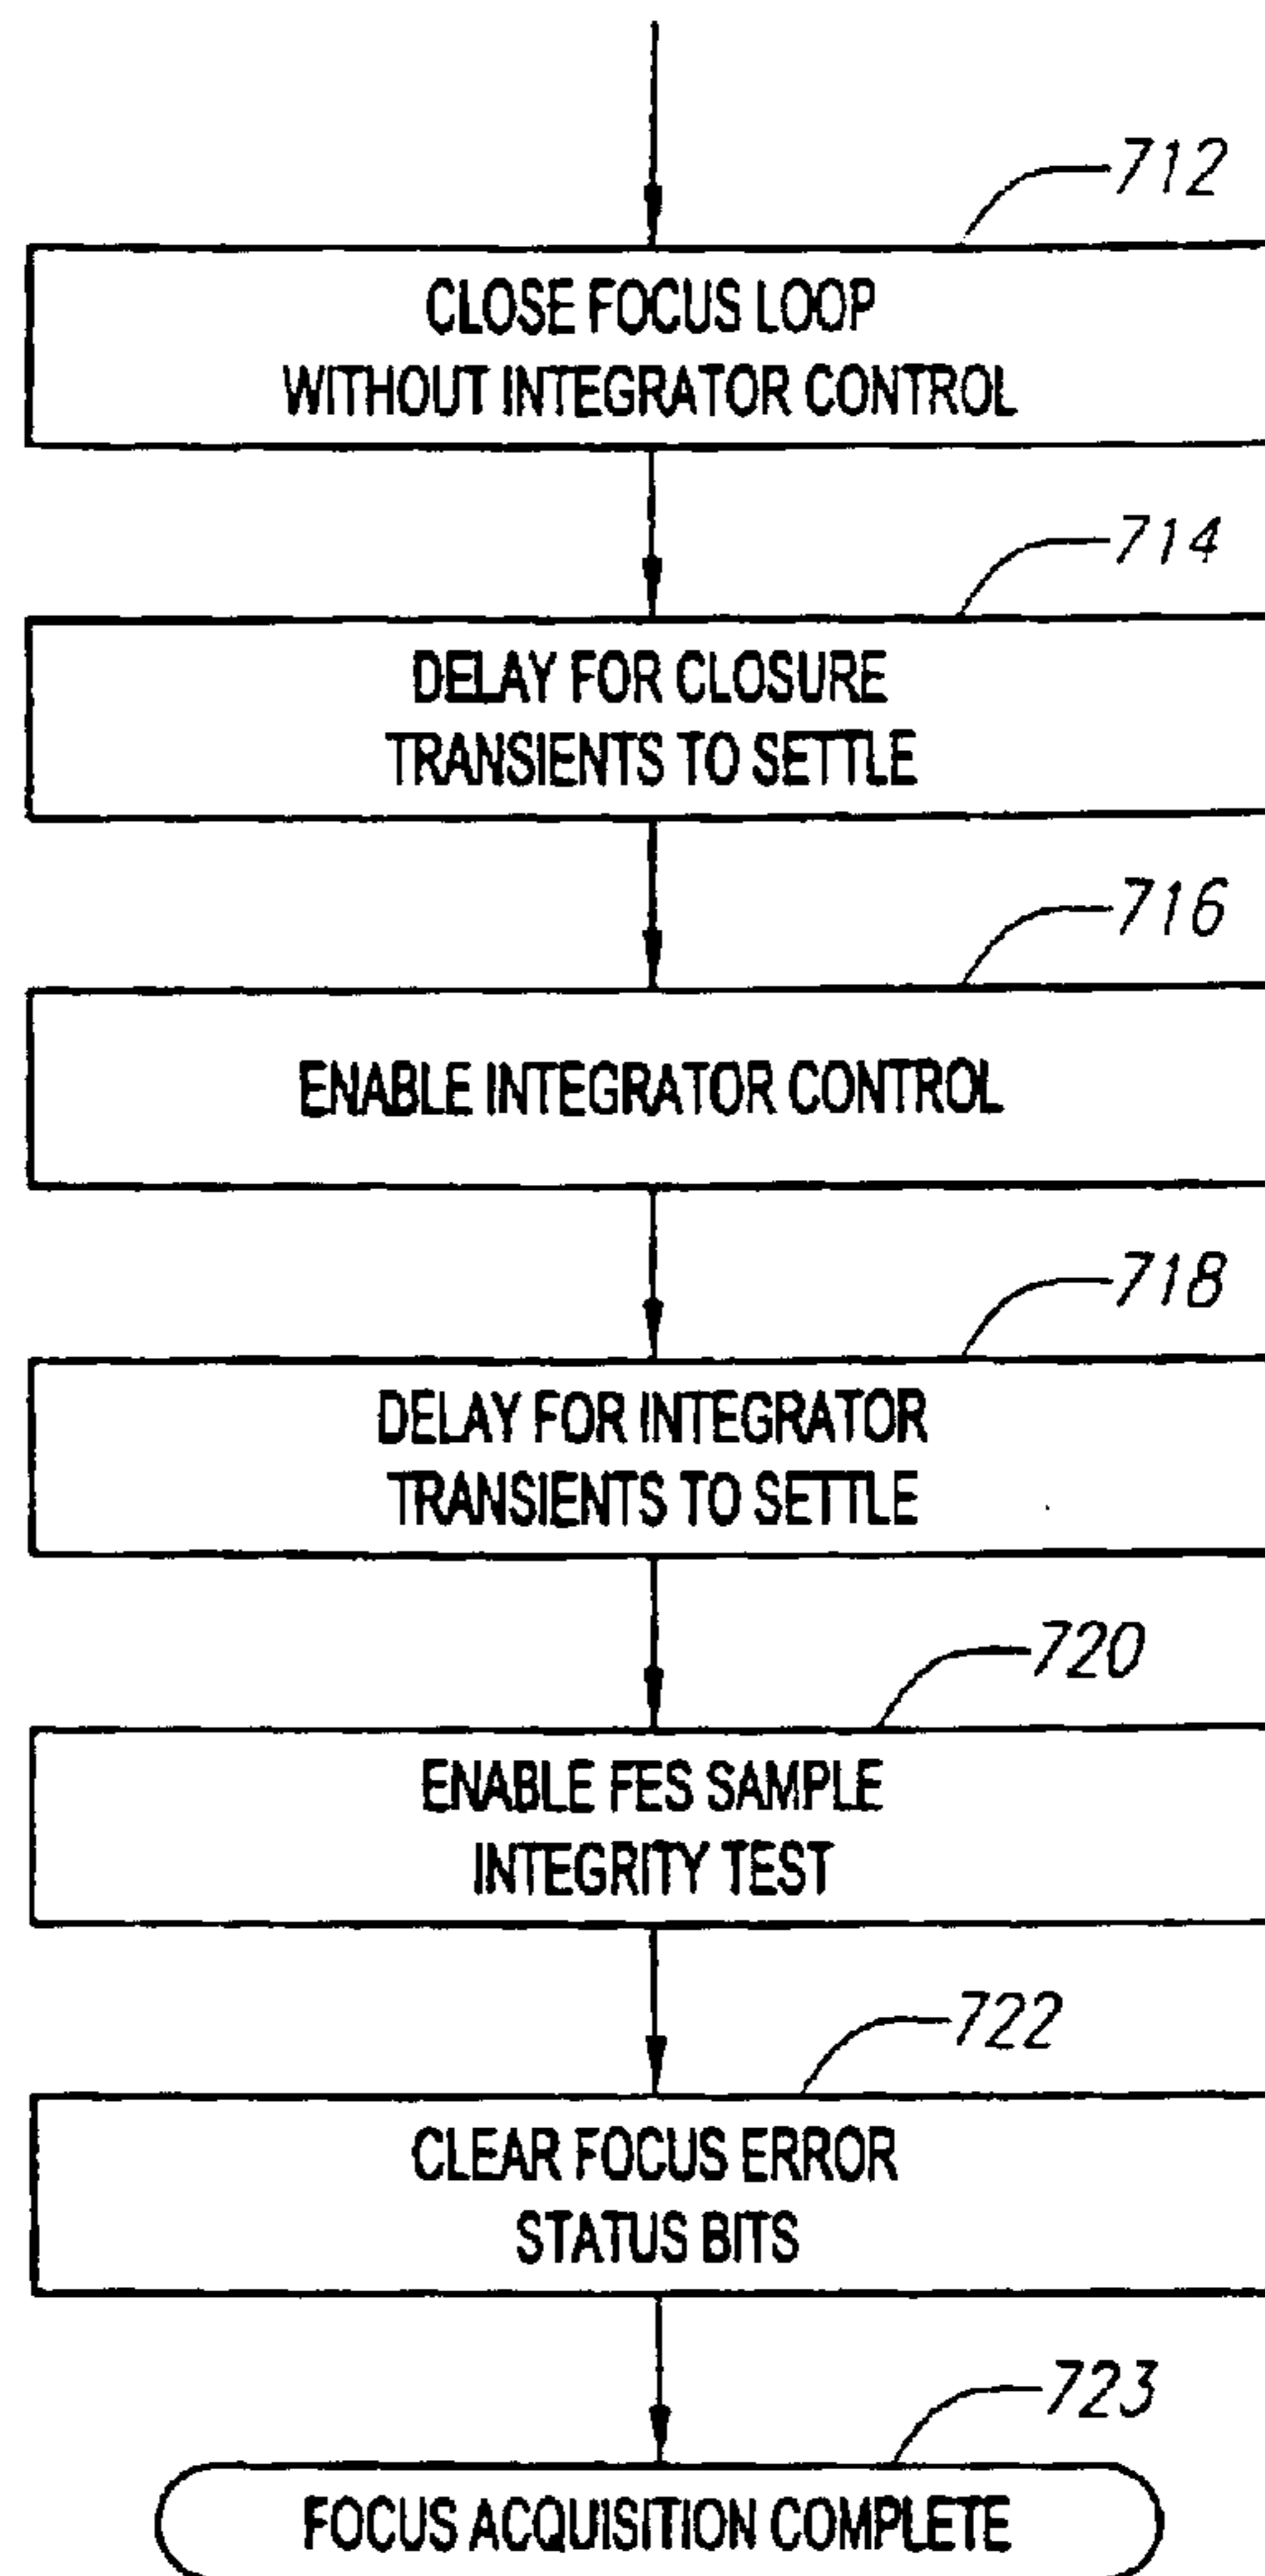 712
CLOSE FOCUS LOOP
WITHOUT INTEGRATOR CONTROL
714
DELAY FOR CLOSURE
TRANSIENTS TO SETTLE
716
ENABLE INTEGRATOR CONTROL
718
DELAY FOR INTEGRATOR
TRANSIENTS TO SETTLE
720
ENABLE FES SAMPLE
INTEGRITY TEST
722
CLEAR FOCUS ERROR
STATUS BITS
723
FOCUS ACQUISITION COMPLETE